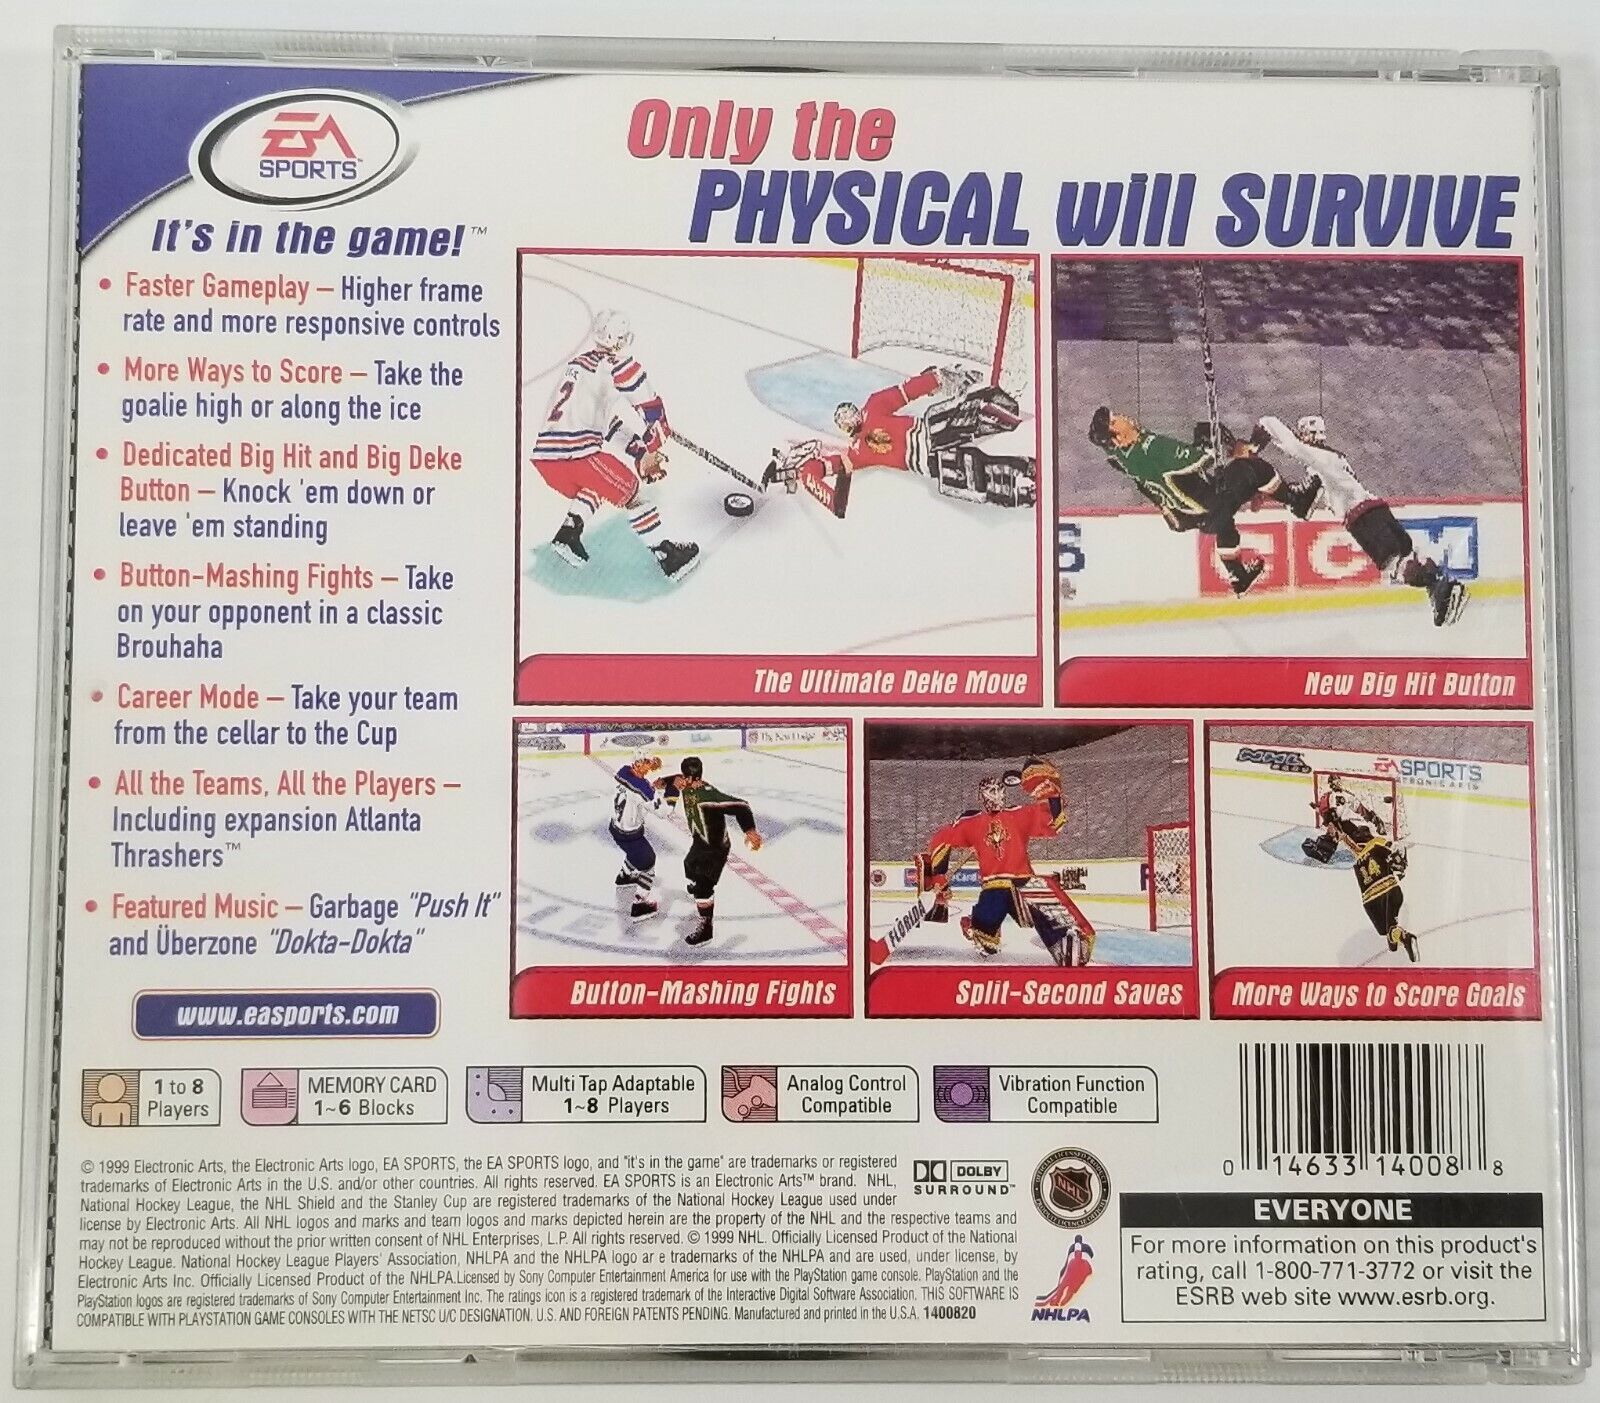 EA
SPORTS™
It's in the game!™
Only the
PHYSICAL will SURVIVE
• Faster Gameplay – Higher frame
rate and more responsive controls
• More Ways to Score – Take the
goalie high or along the ice
• Dedicated Big Hit and Big Deke
Button – Knock 'em down or
leave 'em standing
• Button-Mashing Fights – Take
on your opponent in a classic
Brouhaha
• Career Mode – Take your team
from the cellar to the Cup
• All the Teams, All the Players –
Including expansion Atlanta
Thrashers™
• Featured Music – Garbage "Push It"
and Überzone "Dokta-Dokta"
www.easports.com
2
The Ultimate Deke Move
CCM
New Big Hit Button
Button-Mashing Fights
FLORIDA
Split-Second Saves
EA SPORTS
14
More Ways to Score Goals
1 to 8
Players
MEMORY CARD
1~6 Blocks
Multi Tap Adaptable
1~8 Players
Analog Control
Compatible
Vibration Function
Compatible
0 14633 14008 8
© 1999 Electronic Arts, the Electronic Arts logo, EA SPORTS, the EA SPORTS logo, and "it's in the game" are trademarks or registered
trademarks of Electronic Arts in the U.S. and/or other countries. All rights reserved. EA SPORTS is an Electronic Arts™ brand. NHL,
National Hockey League, the NHL Shield and the Stanley Cup are registered trademarks of the National Hockey League used under
license by Electronic Arts. All NHL logos and marks and team logos and marks depicted herein are the property of the NHL and the respective teams and
may not be reproduced without the prior written consent of NHL Enterprises, L.P. All rights reserved. © 1999 NHL. Officially Licensed Product of the National
Hockey League. National Hockey League Players' Association, NHLPA and the NHLPA logo ar e trademarks of the NHLPA and are used, under license, by
Electronic Arts Inc. Officially Licensed Product of the NHLPA.Licensed by Sony Computer Entertainment America for use with the PlayStation game console. PlayStation and the
PlayStation logos are registered trademarks of Sony Computer Entertainment Inc. The ratings icon is a registered trademark of the Interactive Digital Software Association. THIS SOFTWARE IS
COMPATIBLE WITH PLAYSTATION GAME CONSOLES WITH THE NETSC U/C DESIGNATION. U.S. AND FOREIGN PATENTS PENDING. Manufactured and printed in the U.S.A. 1400820
DOLBY
SURROUND™
NHL
NHLPA
EVERYONE
For more information on this product's
rating, call 1-800-771-3772 or visit the
ESRB web site www.esrb.org.